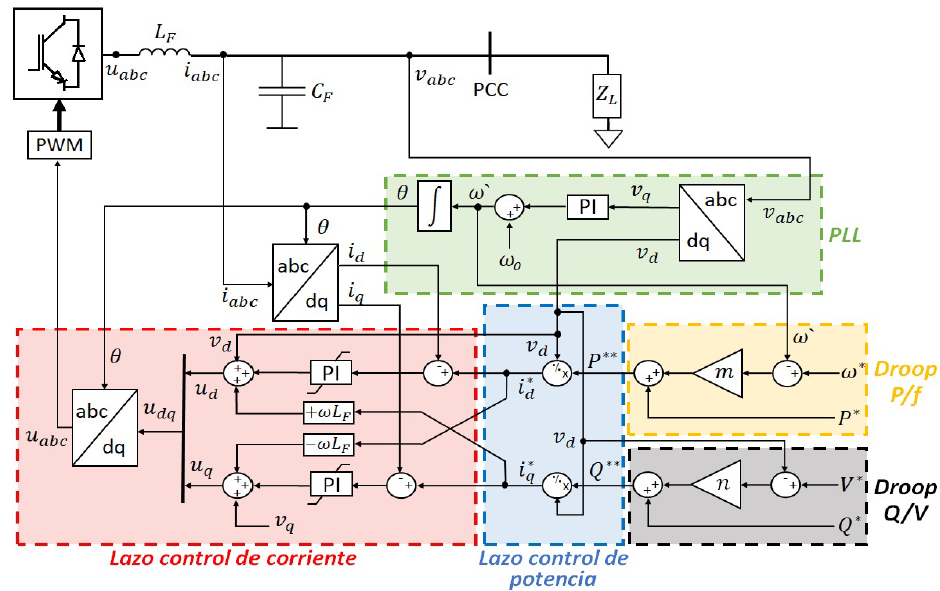 L_F
u_abc
i_abc
C_F
v_abc
PCC
Z_L
PWM
θ
∫
ω`
+
+
PI
v_q
abc
dq
v_abc
v_d
ω_o
PLL
θ
abc
dq
i_abc
i_d
i_q
θ
v_d
v_d
P**
ω`
ω*
m
-
+
+
+
P*
Droop
P/f
u_d
+
+
+
PI
-
+
i_d*
÷x
+ωL_F
−ωL_F
abc
dq
u_abc
u_dq
u_q
+
+
+
PI
-
+
i_q*
v_d
÷x
Q**
+
+
n
-
+
V*
Q*
Droop
Q/V
v_q
Lazo control de corriente
Lazo control de
potencia